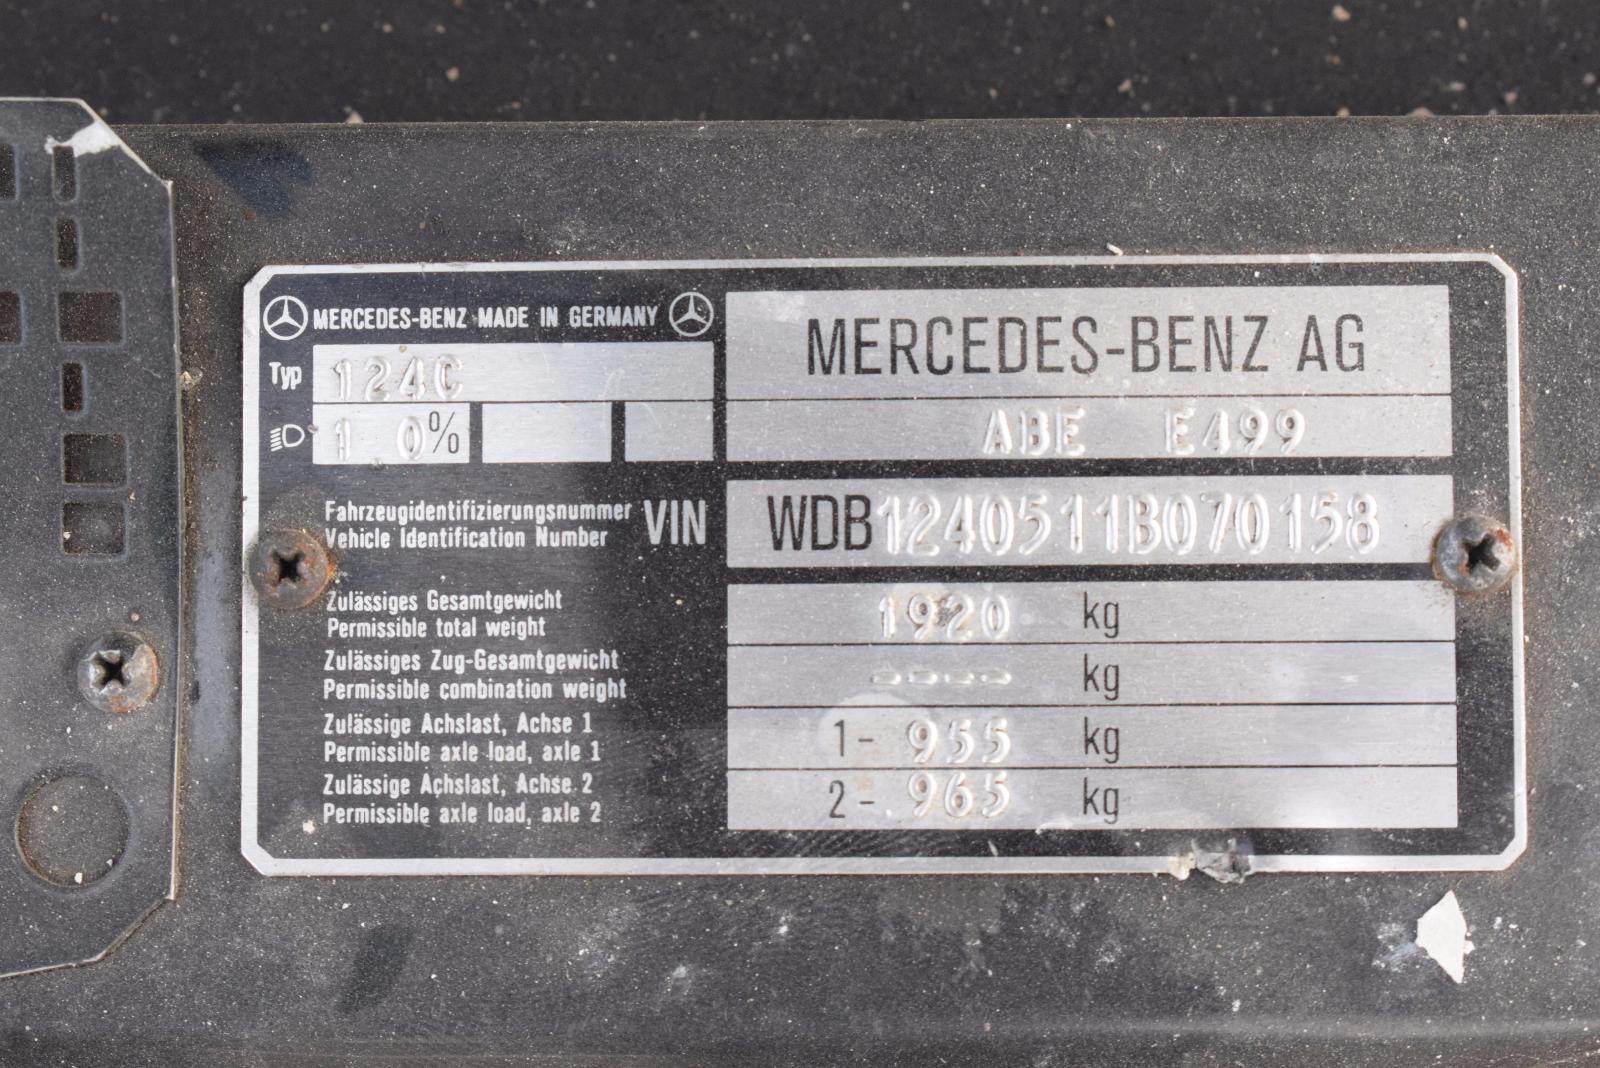 MERCEDES-BENZ MADE IN GERMANY
Typ 124C
1 0%
MERCEDES-BENZ AG
ABE E499
Fahrzeugidentifizierungsnummer
Vehicle Identification Number
VIN WDB1240511B070158
Zulässiges Gesamtgewicht
Permissible total weight
1920 kg
Zulässiges Zug-Gesamtgewicht
Permissible combination weight
---- kg
Zulässige Achslast, Achse 1
Permissible axle load, axle 1
1- 955 kg
Zulässige Achslast, Achse 2
Permissible axle load, axle 2
2- 965 kg